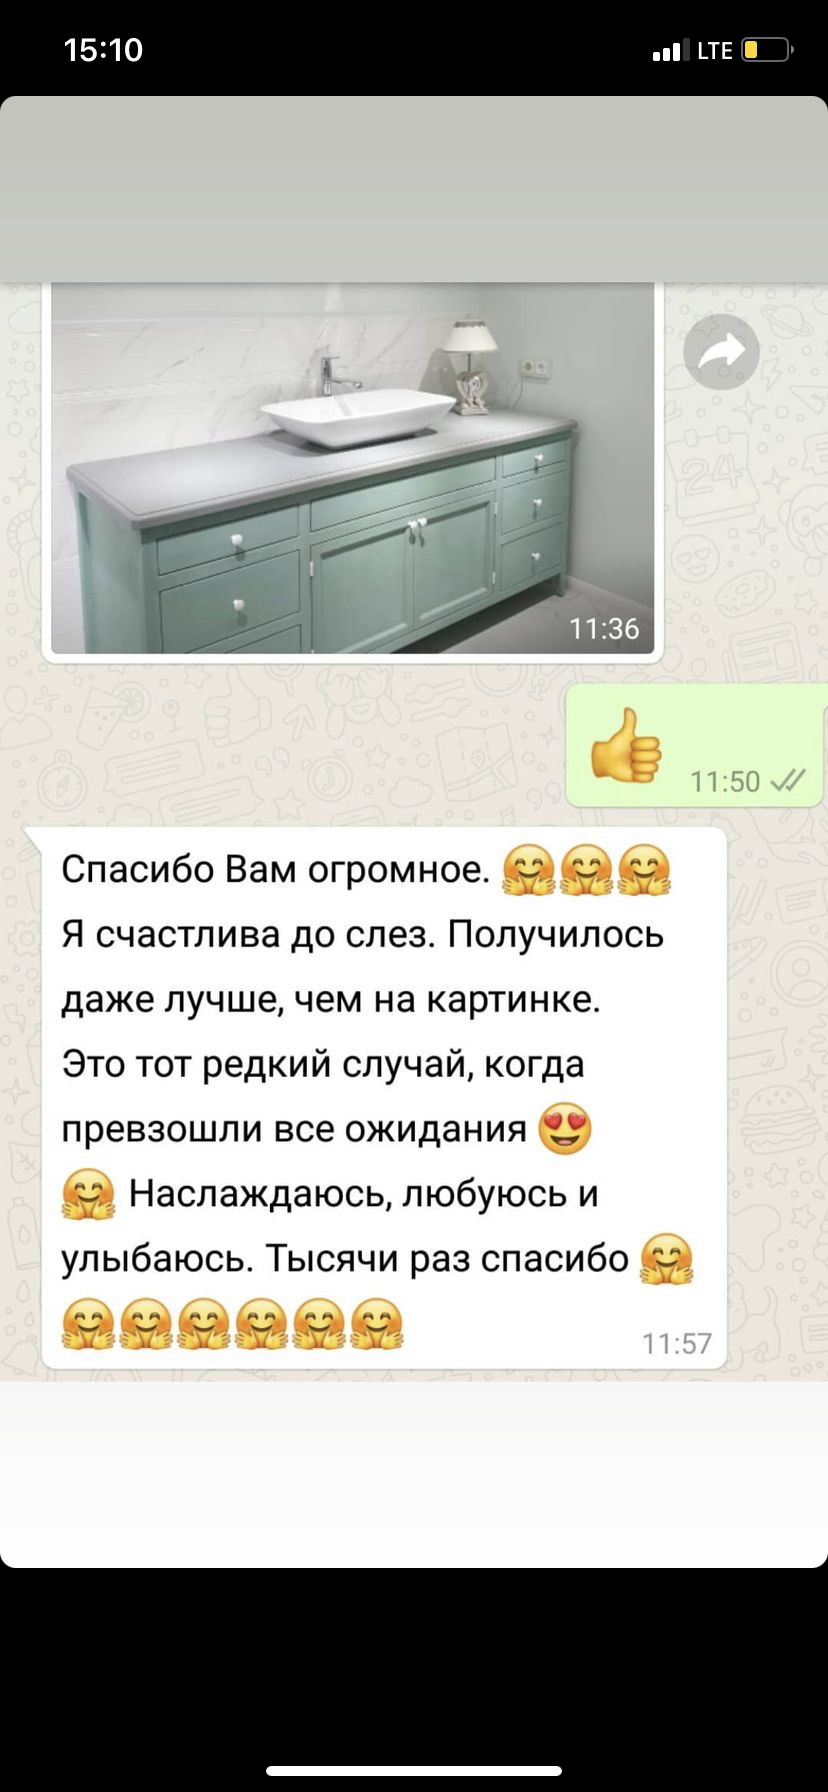 15:10 LTE
11:36
👍 11:50
Спасибо Вам огромное. 🤗🤗🤗
Я счастлива до слез. Получилось
даже лучше, чем на картинке.
Это тот редкий случай, когда
превзошли все ожидания 😍
🤗 Наслаждаюсь, любуюсь и
улыбаюсь. Тысячи раз спасибо 🤗
🤗🤗🤗🤗🤗🤗
11:57